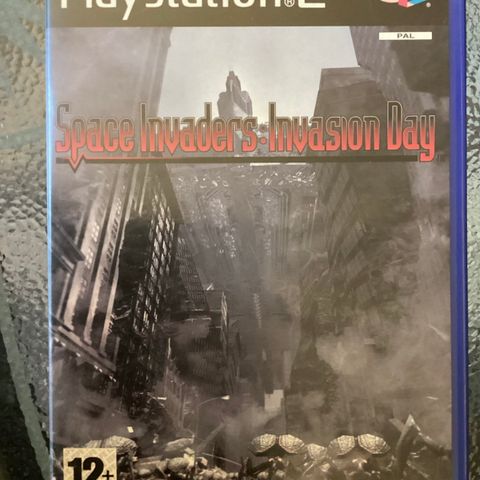 PlayStation®2
PAL
Space Invaders: Invasion Day
12+